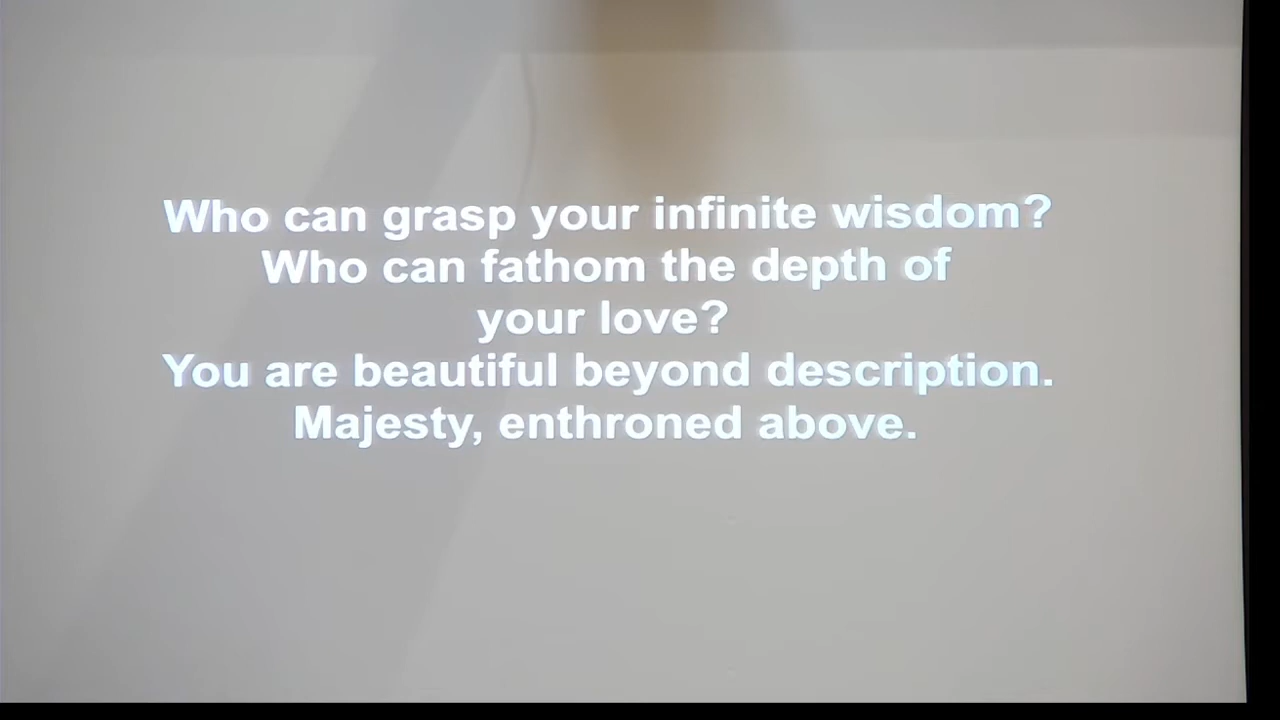 Who can grasp your infinite wisdom?
Who can fathom the depth of
your love?
You are beautiful beyond description.
Majesty, enthroned above.